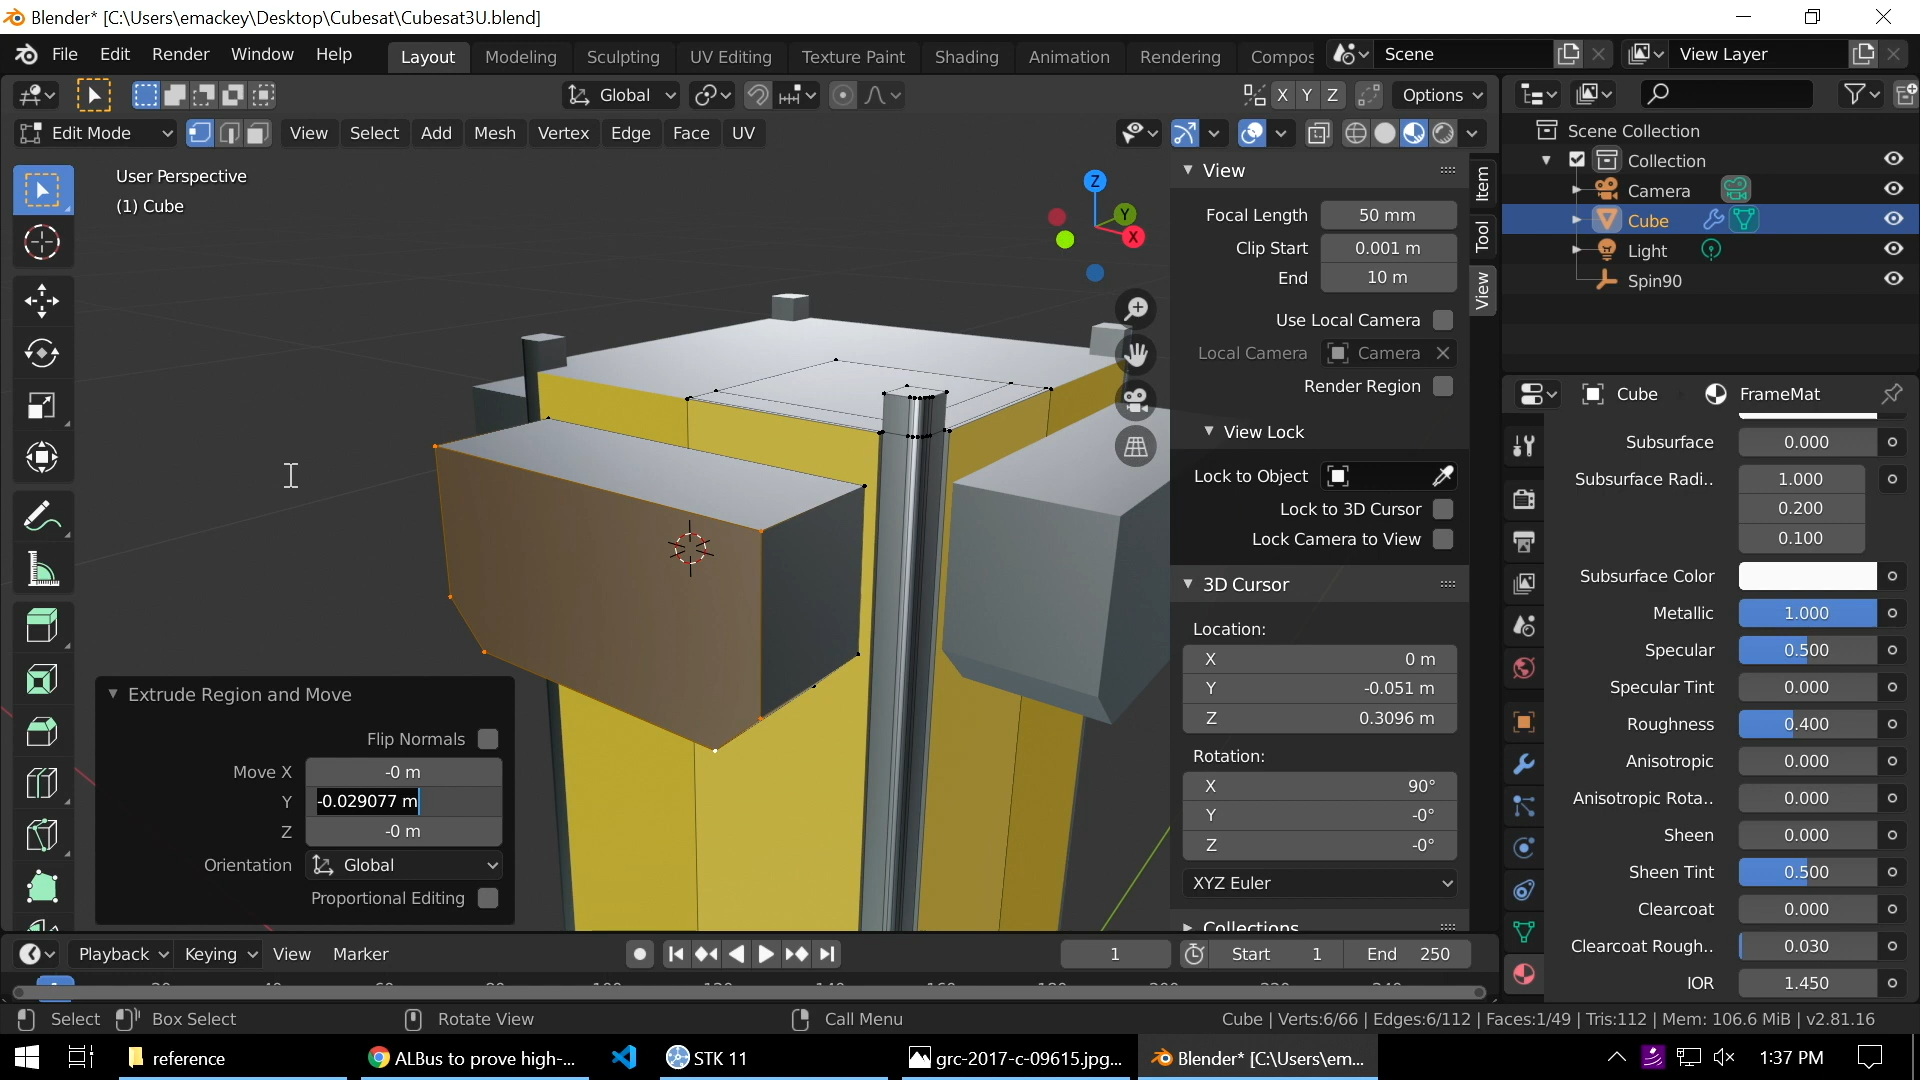 Blender* [C:\Users\emackey\Desktop\Cubesat\Cubesat3U.blend]
File Edit Render Window Help
Layout Modeling Sculpting UV Editing Texture Paint Shading Animation Rendering Compos
Scene
View Layer
Global
X Y Z
Options
Edit Mode
View Select Add Mesh Vertex Edge Face UV
User Perspective
(1) Cube
Z
Y
X
View
Focal Length 50 mm
Clip Start 0.001 m
End 10 m
Use Local Camera
Local Camera Camera
Render Region
View Lock
Lock to Object
Lock to 3D Cursor
Lock Camera to View
3D Cursor
Location:
X 0 m
Y -0.051 m
Z 0.3096 m
Rotation:
X 90°
Y -0°
Z -0°
XYZ Euler
Collections
Item
Tool
View
Scene Collection
Collection
Camera
Cube
Light
Spin90
Cube FrameMat
Subsurface 0.000
Subsurface Radi.. 1.000
0.200
0.100
Subsurface Color
Metallic 1.000
Specular 0.500
Specular Tint 0.000
Roughness 0.400
Anisotropic 0.000
Anisotropic Rota.. 0.000
Sheen 0.000
Sheen Tint 0.500
Clearcoat 0.000
Clearcoat Rough.. 0.030
IOR 1.450
Extrude Region and Move
Flip Normals
Move X -0 m
Y -0.029077 m
Z -0 m
Orientation Global
Proportional Editing
Playback Keying View Marker
1
Start 1
End 250
Select Box Select Rotate View Call Menu
Cube | Verts:6/66 | Edges:6/112 | Faces:1/49 | Tris:112 | Mem: 106.6 MiB | v2.81.16
reference
ALBus to prove high-...
STK 11
grc-2017-c-09615.jpg...
Blender* [C:\Users\em...
1:37 PM